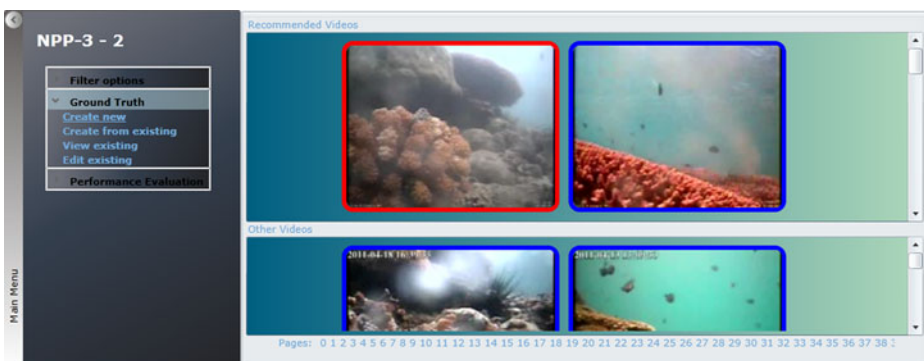 NPP-3 - 2
Filter options
Ground Truth
Create new
Create from existing
View existing
Edit existing
Performance Evaluation
Main Menu
Recommended Videos
Other Videos
Pages: 0 1 2 3 4 5 6 7 8 9 10 11 12 13 14 15 16 17 18 19 20 21 22 23 24 25 26 27 28 29 30 31 32 33 34 35 36 37 38